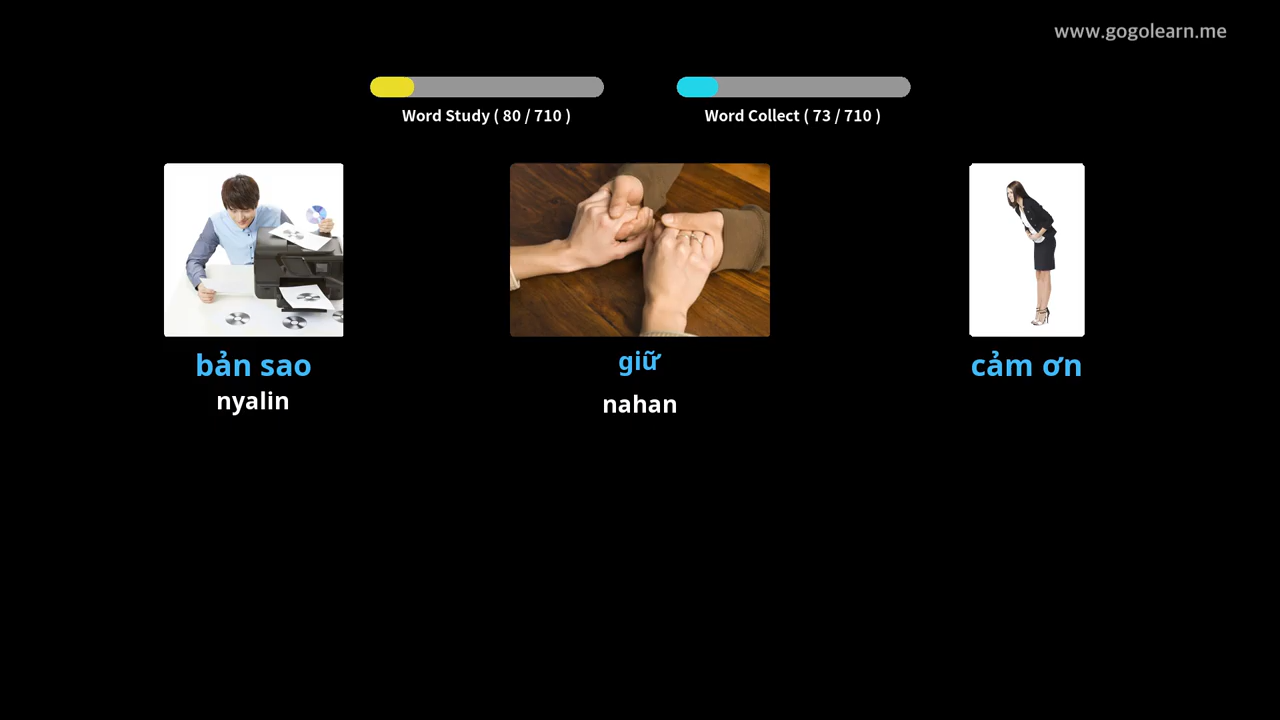 www.gogolearn.me
Word Study ( 80 / 710 )
Word Collect ( 73 / 710 )
bản sao
nyalin
giữ
nahan
cảm ơn